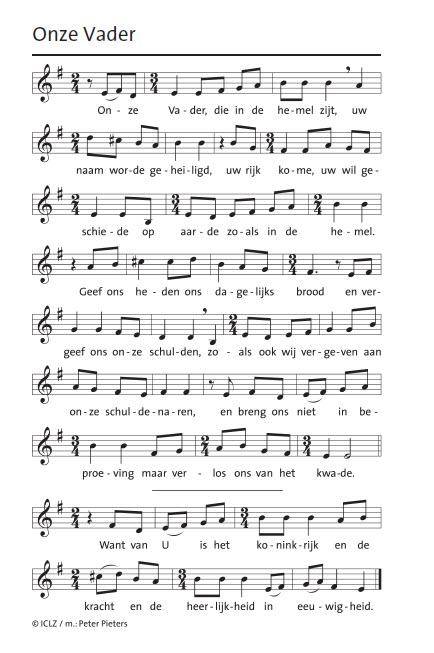 Onze Vader
On - ze Va - der, die in de he - mel zijt, uw
naam wor - de ge - hei - ligd, uw rijk ko - me, uw wil ge -
schie - de op aar - de zo - als in de he - mel.
Geef ons he - den ons da - ge - lijks brood en ver -
geef ons on - ze schul - den, zo - als ook wij ver - ge - ven aan
on - ze schul - de - na - ren, en breng ons niet in be -
proe - ving maar ver - los ons van het kwa - de.
Want van U is het ko - nink - rijk en de
kracht en de heer - lijk - heid in eeu - wig - heid.
© ICLZ / m.: Peter Pieters